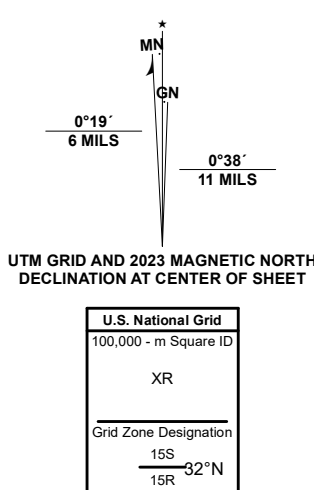 ★
MN
GN
0°19´
6 MILS
0°38´
11 MILS
UTM GRID AND 2023 MAGNETIC NORTH
DECLINATION AT CENTER OF SHEET
U.S. National Grid
100,000 - m Square ID
XR
Grid Zone Designation
15S
32°N
15R